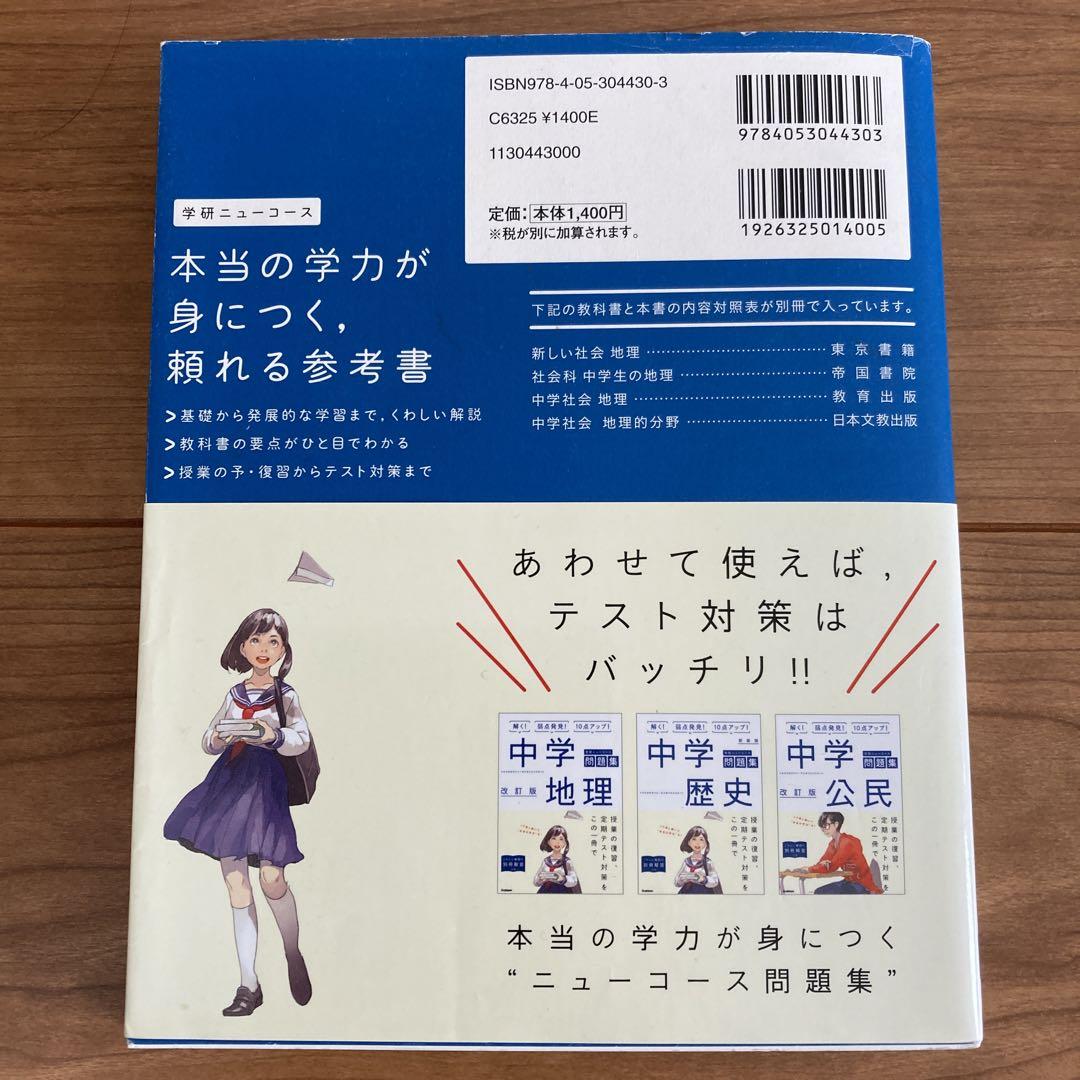 ISBN978-4-05-304430-3
C6325 ¥1400E
1130443000
定価：本体1,400円
※税が別に加算されます。
9784053044303
1926325014005
学研ニューコース
本当の学力が
身につく，
頼れる参考書
>基礎から発展的な学習まで，くわしい解説
>教科書の要点がひと目でわかる
>授業の予・復習からテスト対策まで
下記の教科書と本書の内容対照表が別冊で入っています。
新しい社会 地理 東京書籍
社会科 中学生の地理 帝国書院
中学社会 地理 教育出版
中学社会 地理的分野 日本文教出版
あわせて使えば，
テスト対策は
バッチリ!!
解く! 弱点発見! 10点アップ!
中学
問題集
改訂版 地理
授業の復習、
定期テスト対策を
この一冊で
別冊解答
解く! 弱点発見! 10点アップ!
中学
問題集
歴史
授業の復習、
定期テスト対策を
この一冊で
別冊解答
解く! 弱点発見! 10点アップ!
中学
問題集
改訂版 公民
授業の復習、
定期テスト対策を
この一冊で
別冊解答
本当の学力が身につく
“ニューコース問題集”